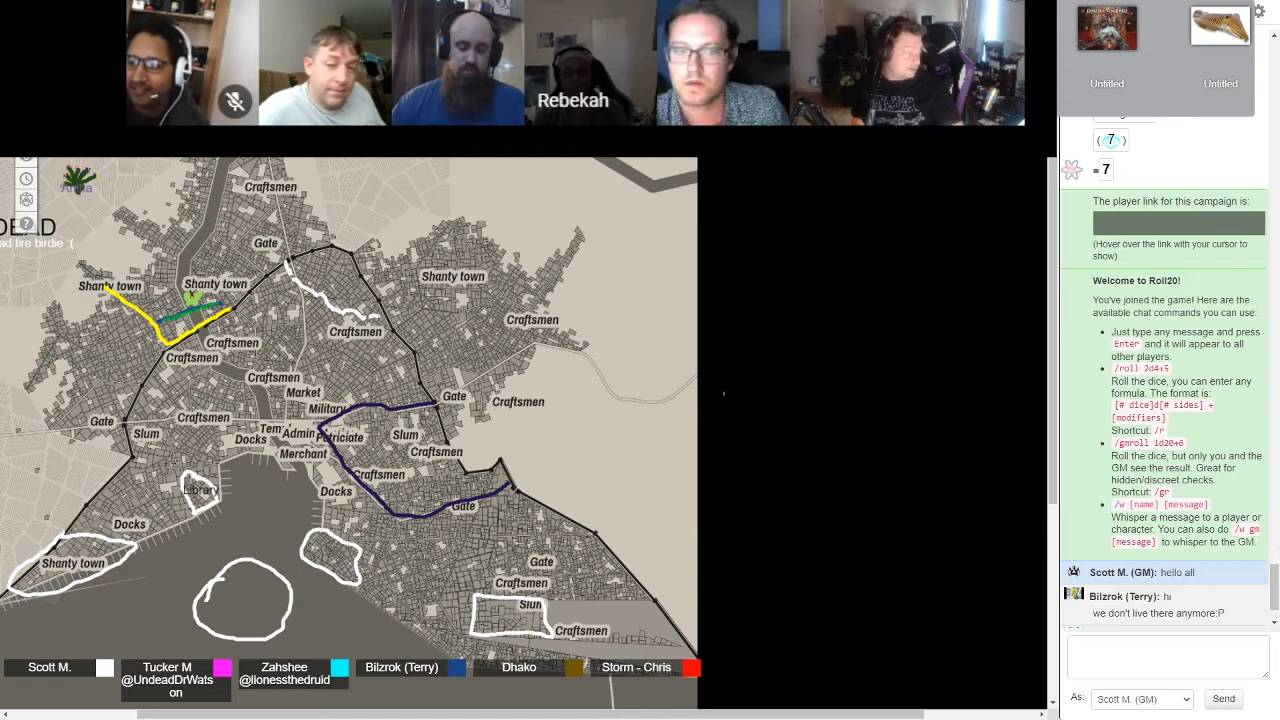 Rebekah
Untitled
Untitled
( 7 )
= 7
The player link for this campaign is:
(Hover over the link with your cursor to
show)
Welcome to Roll20!
You've joined the game! Here are the
available chat commands you can use:
Just type any message and press
Enter and it will appear to all
other players.
/roll 2d4+5
Roll the dice, you can enter any
formula. The format is:
[# dice]d[# sides] +
[modifiers]
Shortcut: /r
/gmroll 1d20+6
Roll the dice, but only you and the
GM see the result. Great for
hidden/discreet checks.
Shortcut: /gr
/w [name] [message]
Whisper a message to a player or
character. You can also do /w gm
[message] to whisper to the GM.
Scott M. (GM): hello all
Bilzrok (Terry): hi
we don't live there anymore:P
As: Scott M. (GM)
Send
DEAD
ad fire birdie :(
Craftsmen
Gate
Shanty town
Shanty town
Shanty town
Craftsmen
Craftsmen
Craftsmen
Craftsmen
Craftsmen
Market
Gate
Craftsmen
Military
Craftsmen
Gate
Slum
Tem
Admin
Patriciate
Slum
Docks
Merchant
Craftsmen
Craftsmen
Library
Docks
Gate
Docks
Shanty town
Gate
Craftsmen
Slum
Craftsmen
Scott M.
Tucker M
@UndeadDrWats
on
Zahshee
@lionessthedruid
Bilzrok (Terry)
Dhako
Storm - Chris